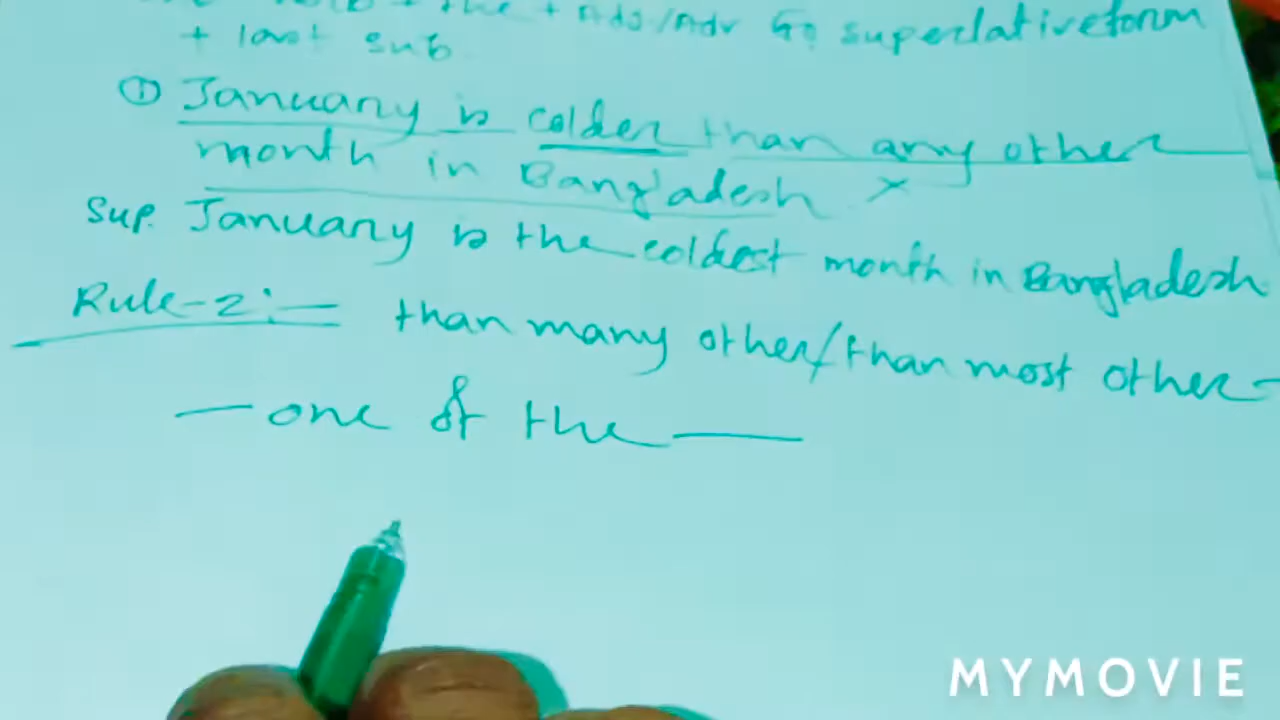 + the + Adj/Adv এর superlative form
+ last sub
① January is colder than any other
month in Bangladesh ×
Sup. January is the coldest month in Bangladesh
Rule-2:— than many other/than most other —
— one of the —
MYMOVIE